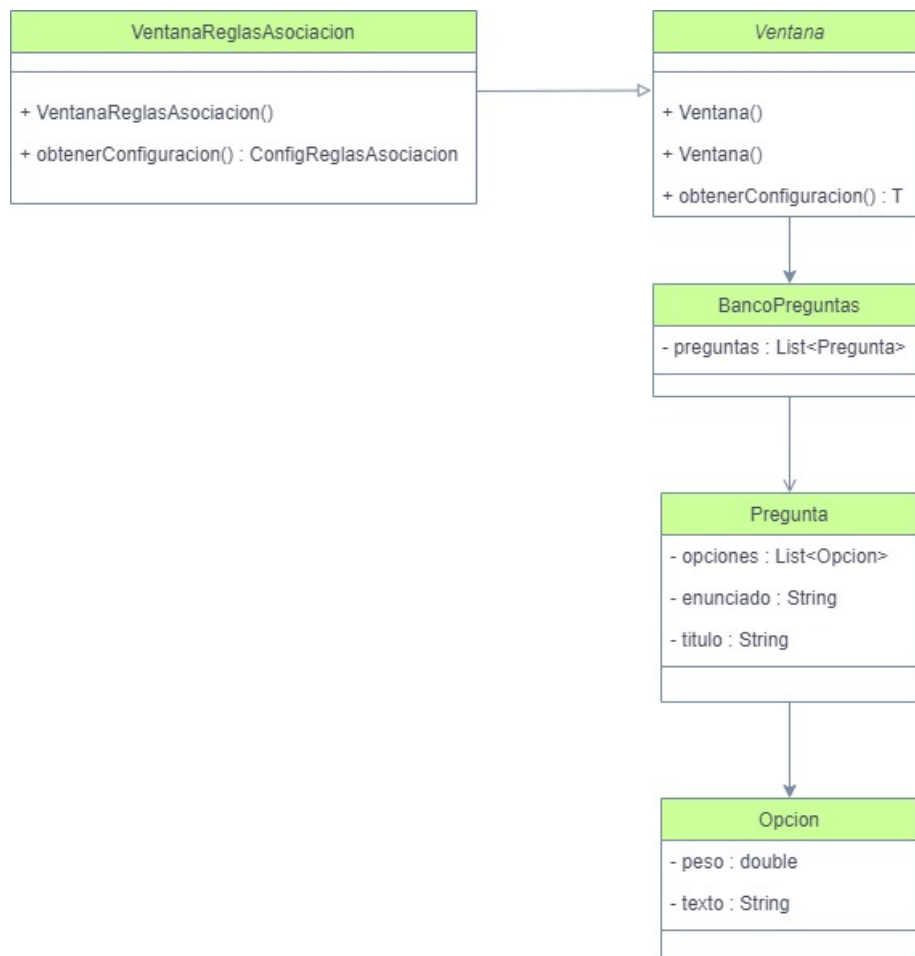 VentanaReglasAsociacion
+ VentanaReglasAsociacion()
+ obtenerConfiguracion() : ConfigReglasAsociacion
Ventana
+ Ventana()
+ Ventana()
+ obtenerConfiguracion() : T
BancoPreguntas
- preguntas : List<Pregunta>
Pregunta
- opciones : List<Opcion>
- enunciado : String
- titulo : String
Opcion
- peso : double
- texto : String